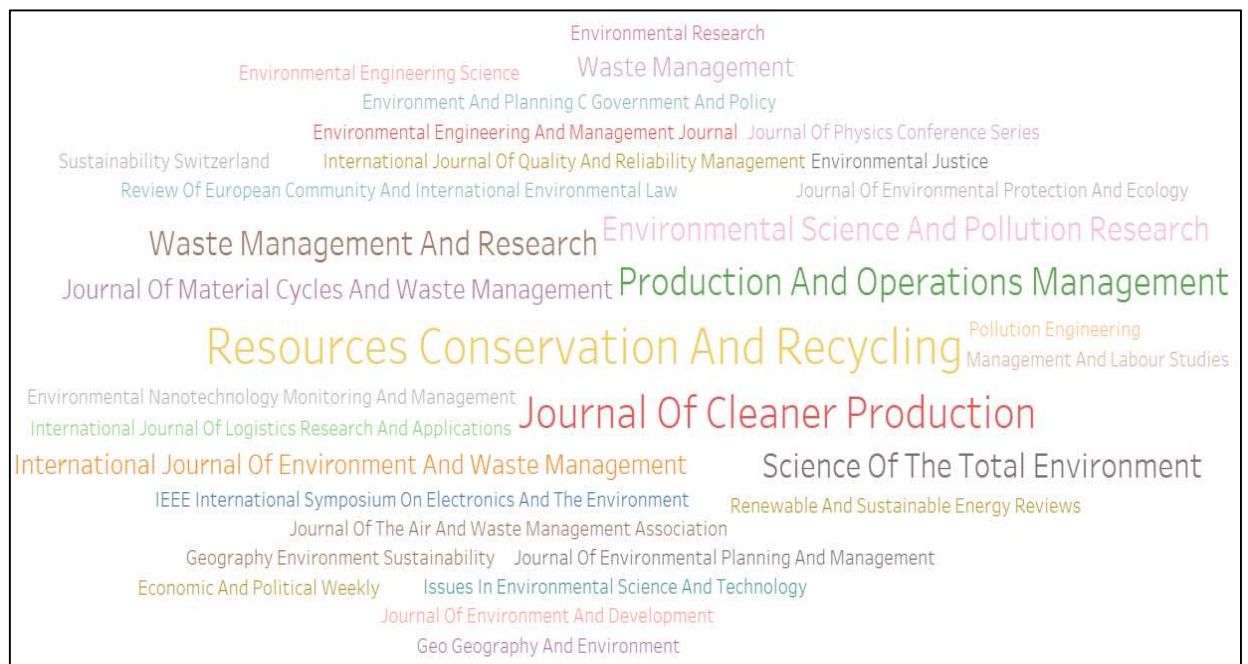 Environmental Research
Environmental Engineering Science Waste Management
Environment And Planning C Government And Policy
Environmental Engineering And Management Journal Journal Of Physics Conference Series
Sustainability Switzerland International Journal Of Quality And Reliability Management Environmental Justice
Review Of European Community And International Environmental Law Journal Of Environmental Protection And Ecology
Waste Management And Research Environmental Science And Pollution Research
Journal Of Material Cycles And Waste Management Production And Operations Management
Resources Conservation And Recycling Pollution Engineering
Management And Labour Studies
Environmental Nanotechnology Monitoring And Management Journal Of Cleaner Production
International Journal Of Logistics Research And Applications
International Journal Of Environment And Waste Management Science Of The Total Environment
IEEE International Symposium On Electronics And The Environment Renewable And Sustainable Energy Reviews
Journal Of The Air And Waste Management Association
Geography Environment Sustainability Journal Of Environmental Planning And Management
Economic And Political Weekly Issues In Environmental Science And Technology
Journal Of Environment And Development
Geo Geography And Environment